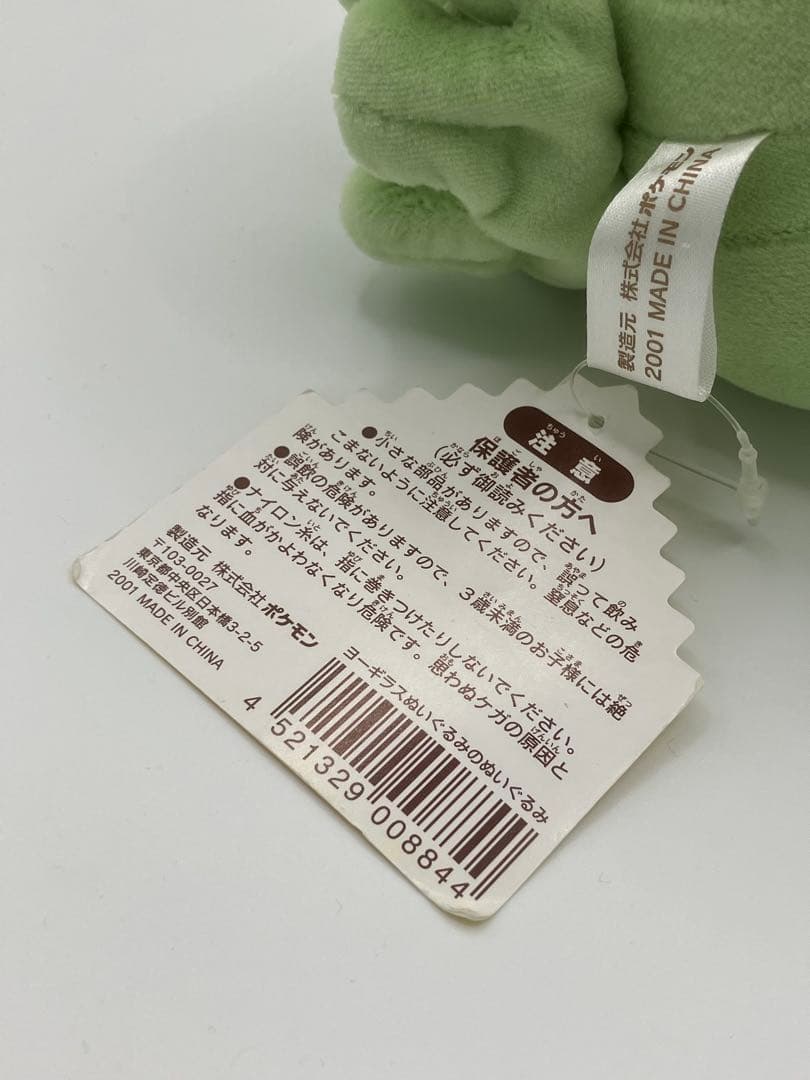 製造元 株式会社ポケモン
2001 MADE IN CHINA
注意
保護者の方へ
(必ず御読みください)
●小さな部品がありますので、誤って飲み
こまないように注意してください。窒息などの危
険があります。
●誤飲の危険がありますので、3歳未満のお子様には絶
対に与えないでください。
●ナイロン糸は、指に巻きつけたりしないでください。
指に血がかよわなくなり危険です。思わぬケガの原因と
なります。
製造元 株式会社ポケモン
〒103-0027
東京都中央区日本橋3-2-5
川崎定徳ビル別館
2001 MADE IN CHINA
ヨーギラスぬいぐるみのぬいぐるみ
4 521329 008844